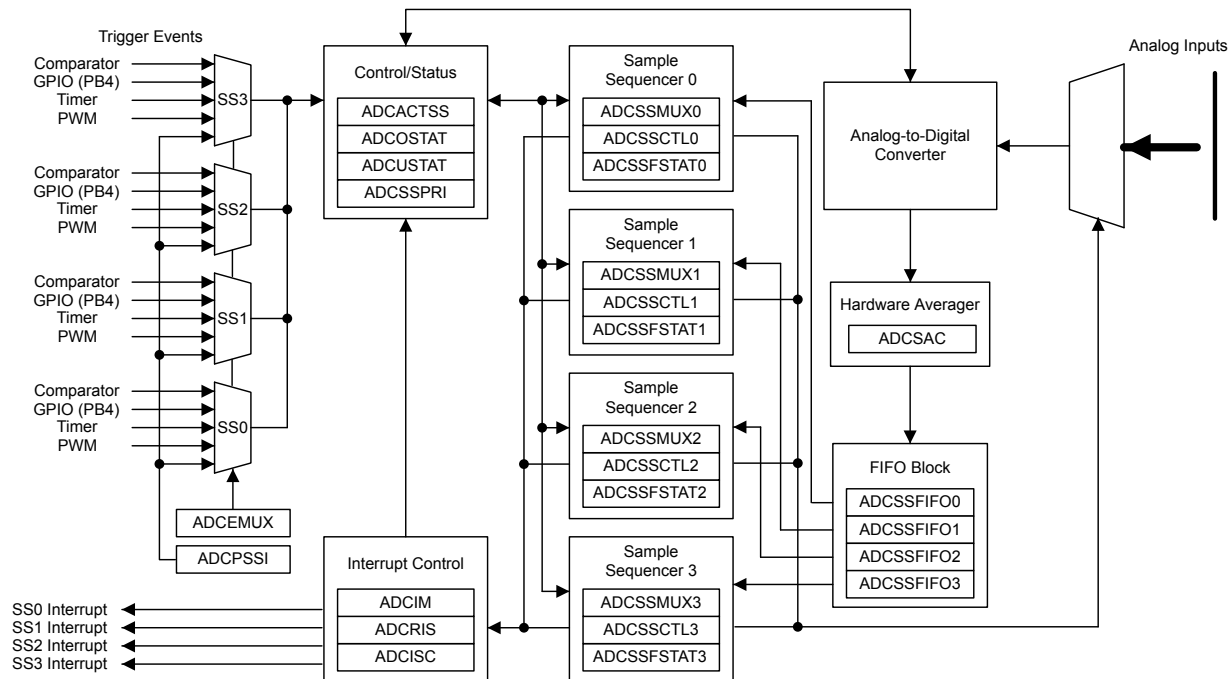 Trigger Events
Comparator
GPIO (PB4)
Timer
PWM
SS3
Comparator
GPIO (PB4)
Timer
PWM
SS2
Comparator
GPIO (PB4)
Timer
PWM
SS1
Comparator
GPIO (PB4)
Timer
PWM
SS0
ADCEMUX
ADCPSSI
SS0 Interrupt
SS1 Interrupt
SS2 Interrupt
SS3 Interrupt
Control/Status
ADCACTSS
ADCOSTAT
ADCUSTAT
ADCSSPRI
Interrupt Control
ADCIM
ADCRIS
ADCISC
Sample
Sequencer 0
ADCSSMUX0
ADCSSCTL0
ADCSSFSTAT0
Sample
Sequencer 1
ADCSSMUX1
ADCSSCTL1
ADCSSFSTAT1
Sample
Sequencer 2
ADCSSMUX2
ADCSSCTL2
ADCSSFSTAT2
Sample
Sequencer 3
ADCSSMUX3
ADCSSCTL3
ADCSSFSTAT3
Analog-to-Digital
Converter
Hardware Averager
ADCSAC
FIFO Block
ADCSSFIFO0
ADCSSFIFO1
ADCSSFIFO2
ADCSSFIFO3
Analog Inputs